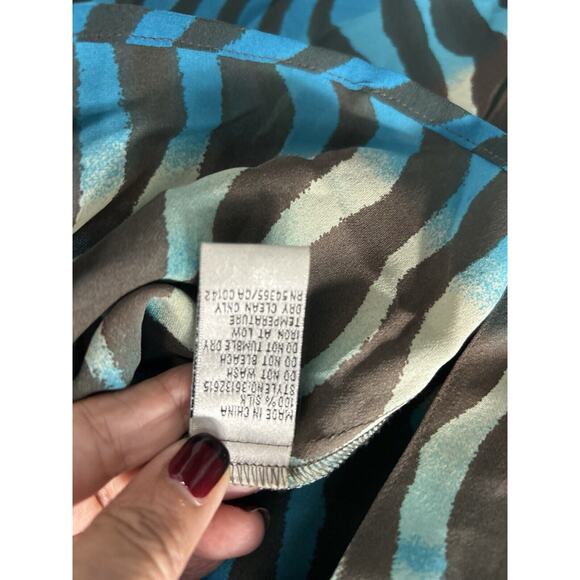 MADE IN CHINA
100% SILK
STYLE NO:36132615
DO NOT WASH
DO NOT BLEACH
DO NOT TUMBLE DRY
IRON AT LOW
TEMPERATURE
DRY CLEAN ONLY
RN 54365/CA 00142